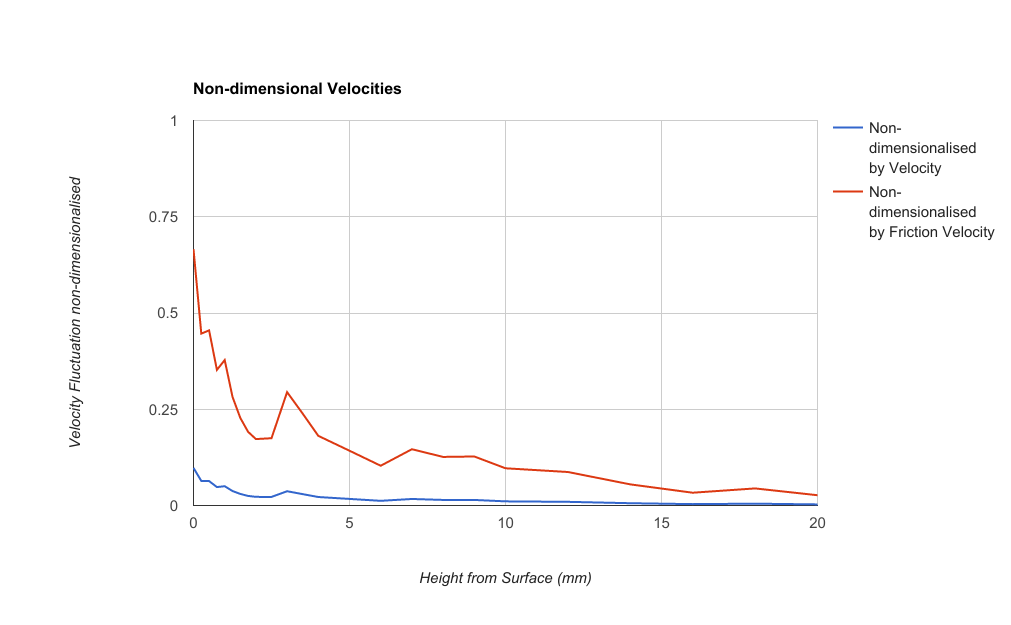 Non-dimensional Velocities
1
0.75
0.5
0.25
0
0 5 10 15 20
Velocity Fluctuation non-dimensionalised
Height from Surface (mm)
Non-
dimensionalised
by Velocity
Non-
dimensionalised
by Friction Velocity